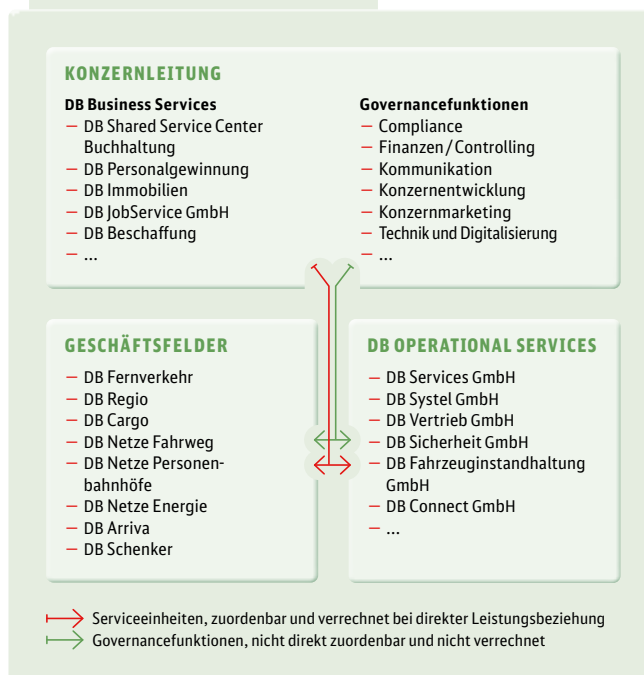 KONZERNLEITUNG
DB Business Services
— DB Shared Service Center
Buchhaltung
— DB Personalgewinnung
— DB Immobilien
— DB JobService GmbH
— DB Beschaffung
— ...
Governancefunktionen
— Compliance
— Finanzen / Controlling
— Kommunikation
— Konzernentwicklung
— Konzernmarketing
— Technik und Digitalisierung
— ...
GESCHÄFTSFELDER
— DB Fernverkehr
— DB Regio
— DB Cargo
— DB Netze Fahrweg
— DB Netze Personen-
bahnhöfe
— DB Netze Energie
— DB Arriva
— DB Schenker
DB OPERATIONAL SERVICES
— DB Services GmbH
— DB Systel GmbH
— DB Vertrieb GmbH
— DB Sicherheit GmbH
— DB Fahrzeuginstandhaltung
GmbH
— DB Connect GmbH
— ...
Serviceeinheiten, zuordenbar und verrechnet bei direkter Leistungsbeziehung
Governancefunktionen, nicht direkt zuordenbar und nicht verrechnet